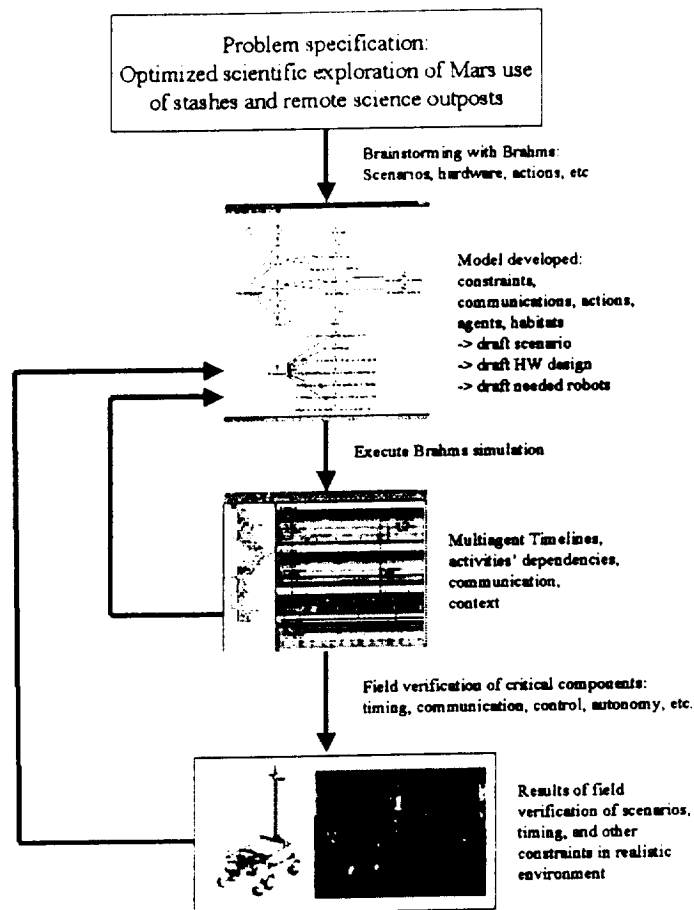 Problem specification:
Optimized scientific exploration of Mars use
of stashes and remote science outposts
Brainstorming with Brahms:
Scenarios, hardware, actions, etc
Model developed:
constraints,
communications, actions,
agents, habitats
-> draft scenario
-> draft HW design
-> draft needed robots
Execute Brahms simulation
Multiagent Timelines,
activities' dependencies,
communication,
context
Field verification of critical components:
timing, communication, control, autonomy, etc.
Results of field
verification of scenarios,
timing, and other
constraints in realistic
environment